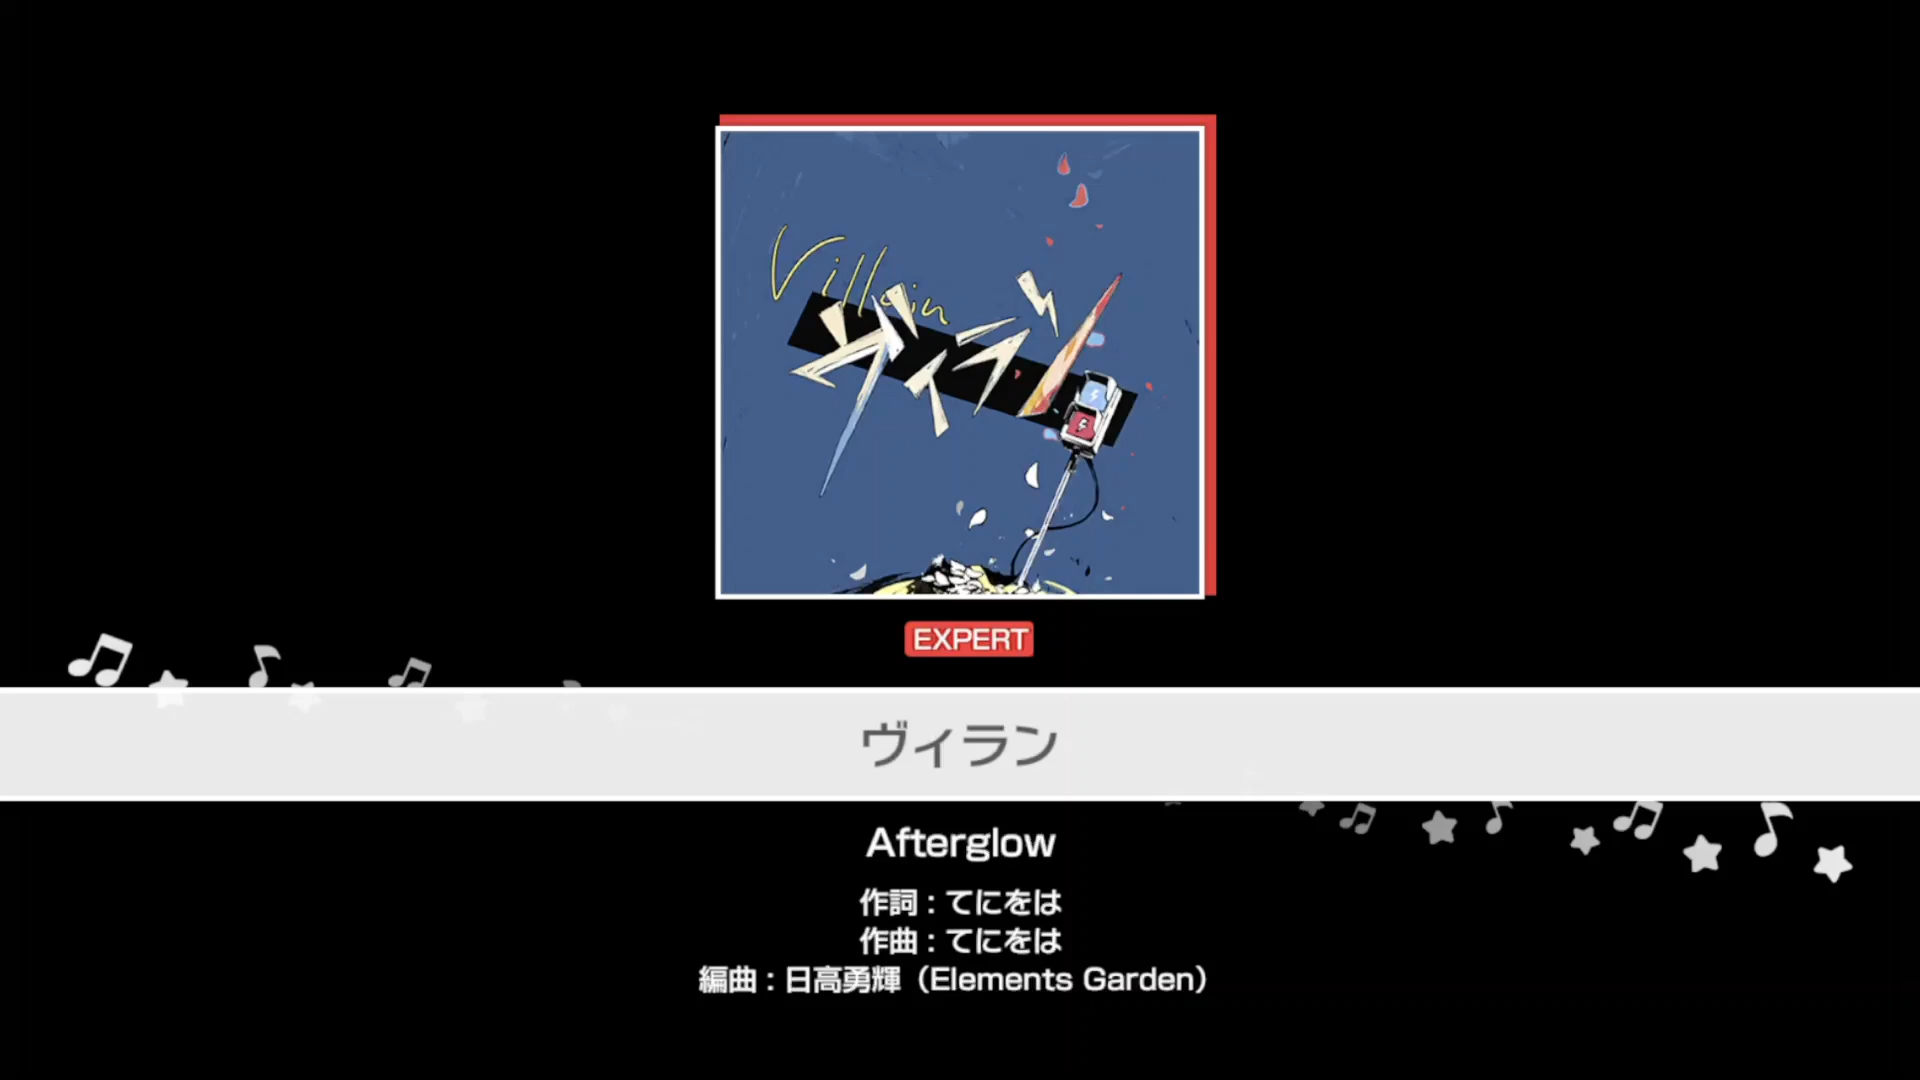 Villain
ヴィラン
EXPERT
ヴィラン
Afterglow
作詞：てにをは
作曲：てにをは
編曲：日高勇輝（Elements Garden）